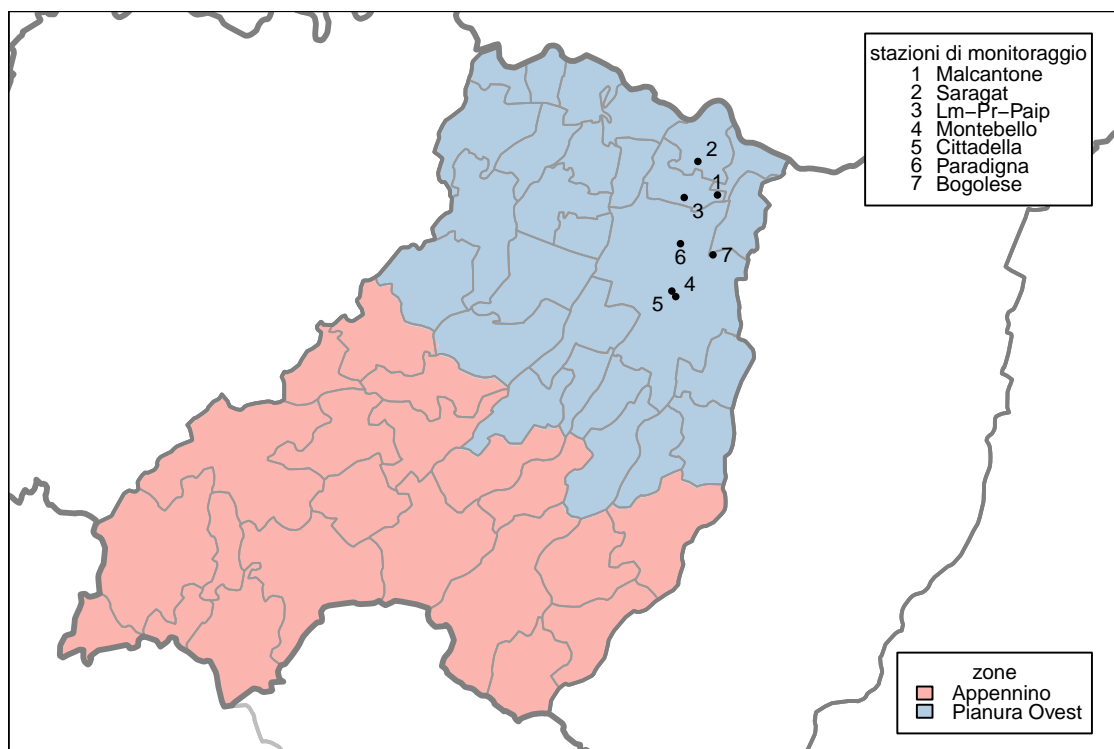 stazioni di monitoraggio
1 Malcantone
2 Saragat
3 Lm−Pr−Paip
4 Montebello
5 Cittadella
6 Paradigna
7 Bogolese
2
1
3
6
7
4
5
zone
Appennino
Pianura Ovest